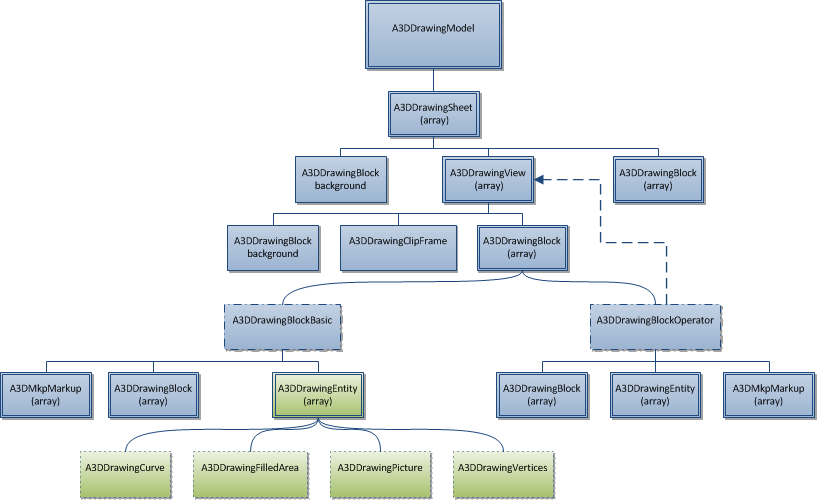 A3DDrawingModel
A3DDrawingSheet
(array)
A3DDrawingBlock
background
A3DDrawingView
(array)
A3DDrawingBlock
(array)
A3DDrawingBlock
background
A3DDrawingClipFrame
A3DDrawingBlock
(array)
A3DDrawingBlockBasic
A3DDrawingBlockOperator
A3DMkpMarkup
(array)
A3DDrawingBlock
(array)
A3DDrawingEntity
(array)
A3DDrawingBlock
(array)
A3DDrawingEntity
(array)
A3DMkpMarkup
(array)
A3DDrawingCurve
A3DDrawingFilledArea
A3DDrawingPicture
A3DDrawingVertices